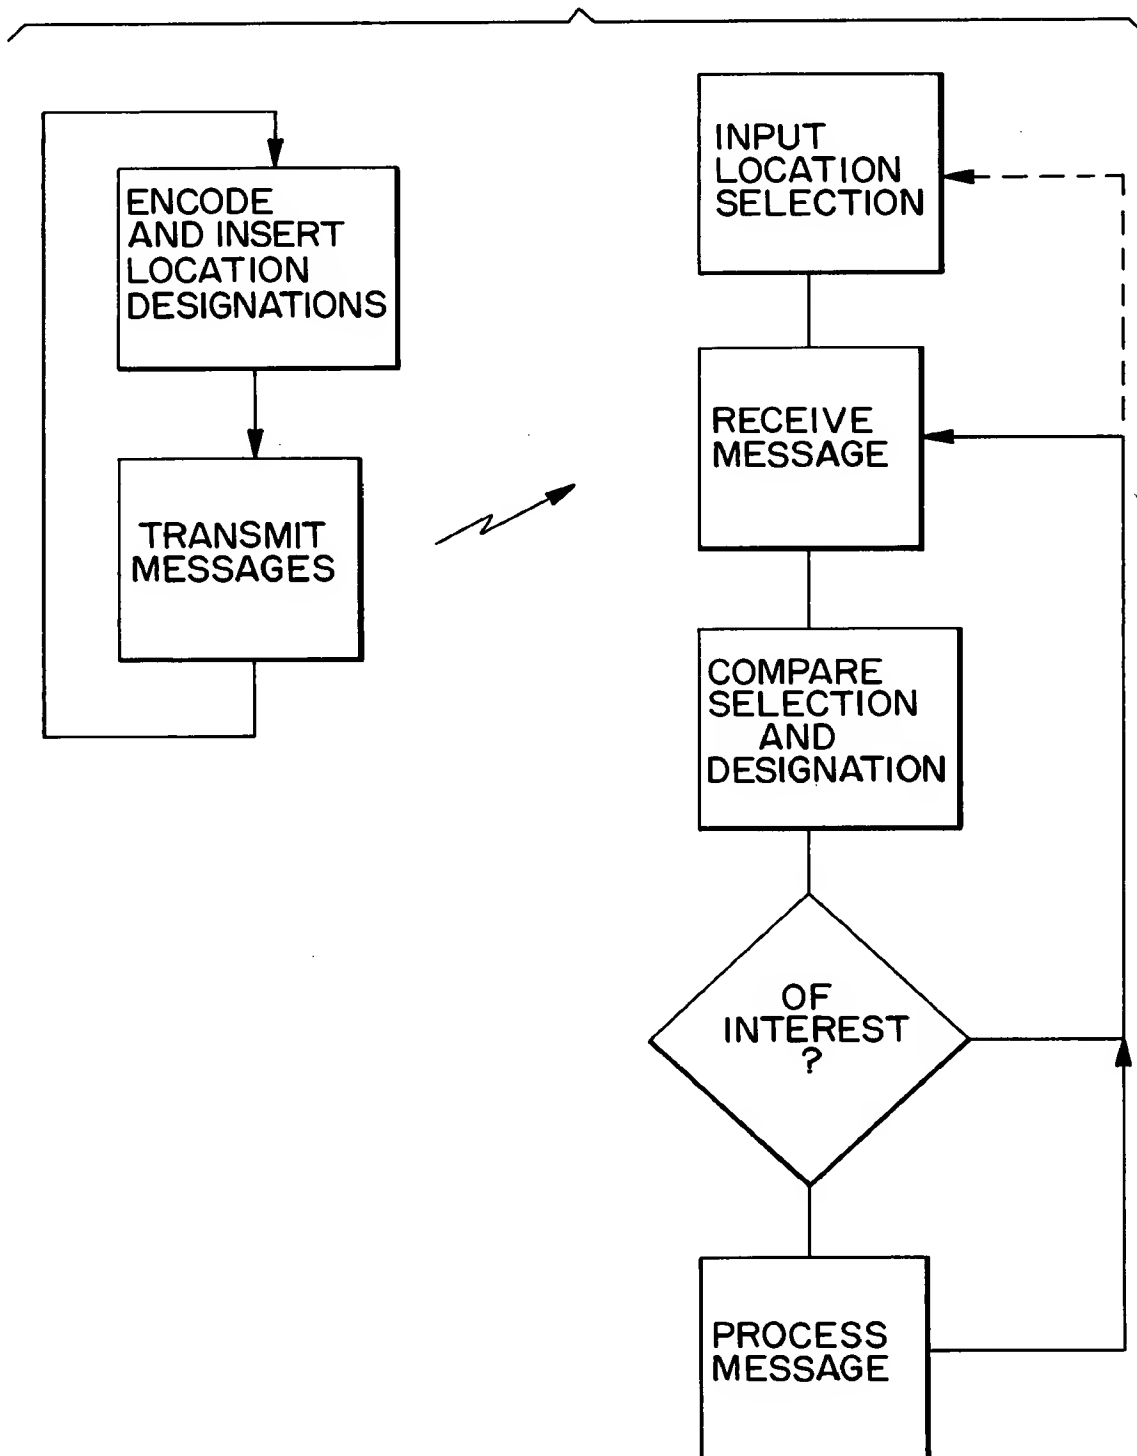 ENCODE
AND INSERT
LOCATION
DESIGNATIONS
TRANSMIT
MESSAGES
INPUT
LOCATION
SELECTION
RECEIVE
MESSAGE
COMPARE
SELECTION
AND
DESIGNATION
OF
INTEREST
?
PROCESS
MESSAGE